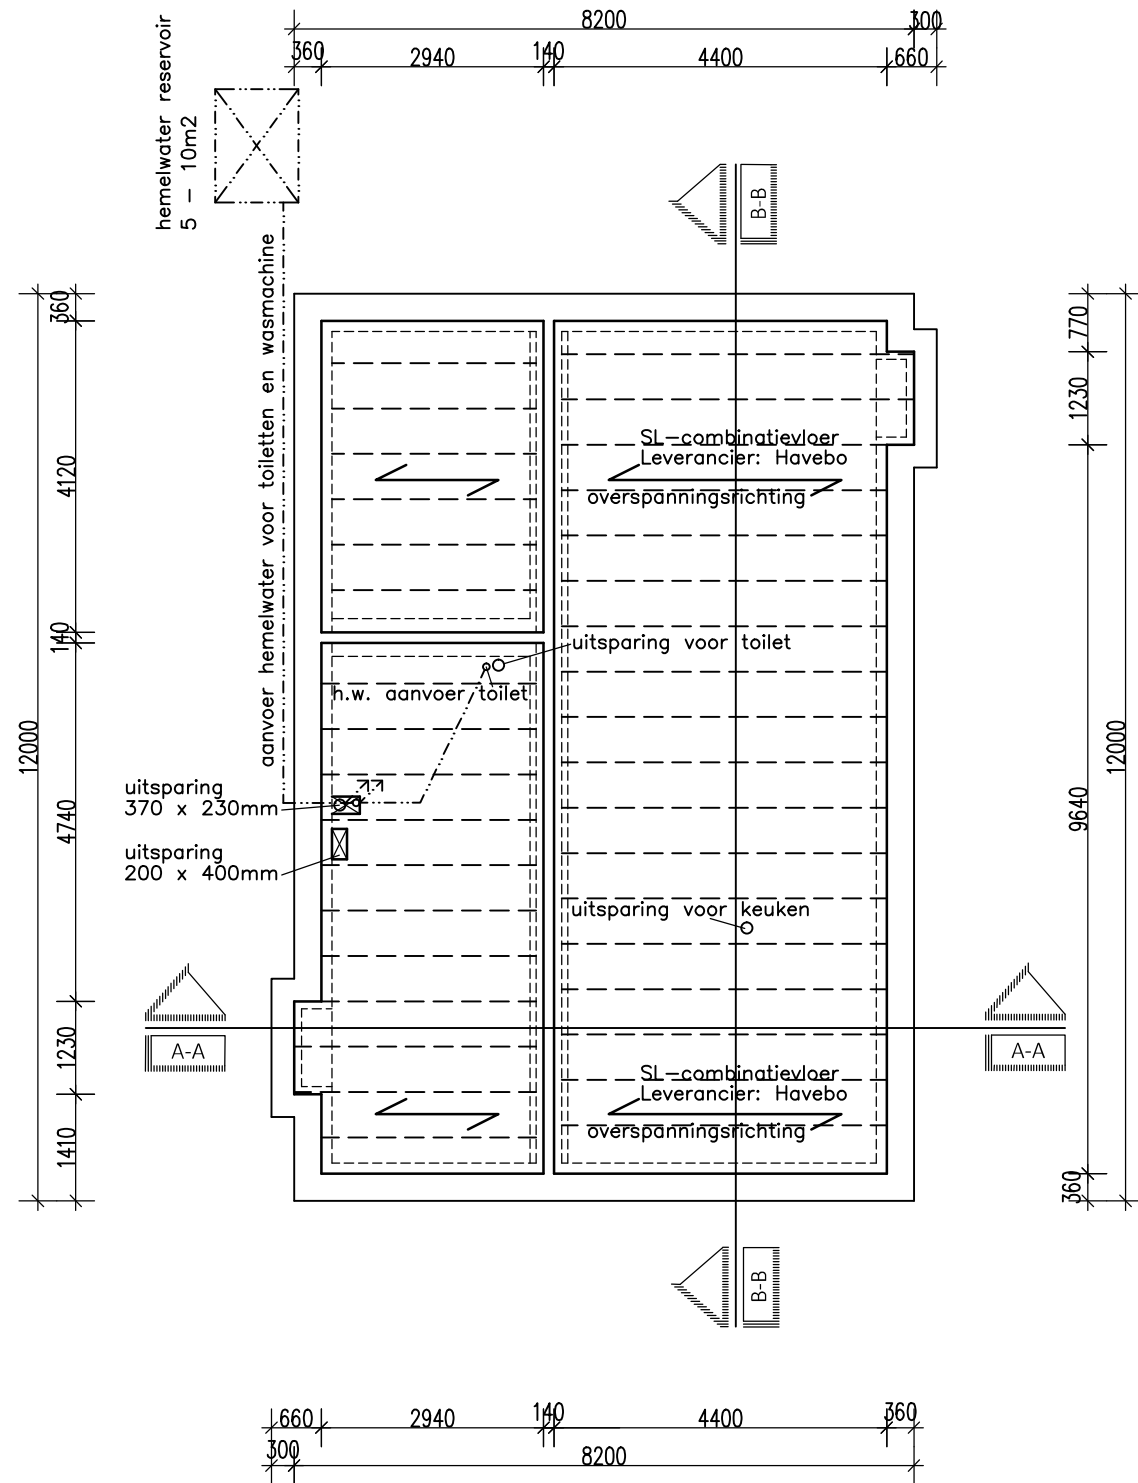 8200
300
360
2940
140
4400
660
hemelwater reservoir
5 - 10m2
aanvoer hemelwater voor toiletten en wasmachine
B-B
360
4120
140
4740
1230
1410
12000
770
1230
9640
360
12000
SL-combinatievloer
Leverancier: Havebo
overspanningsrichting
uitsparing voor toilet
h.w. aanvoer toilet
uitsparing
370 x 230mm
uitsparing
200 x 400mm
uitsparing voor keuken
A-A
A-A
SL-combinatievloer
Leverancier: Havebo
overspanningsrichting
B-B
660
2940
140
4400
360
300
8200